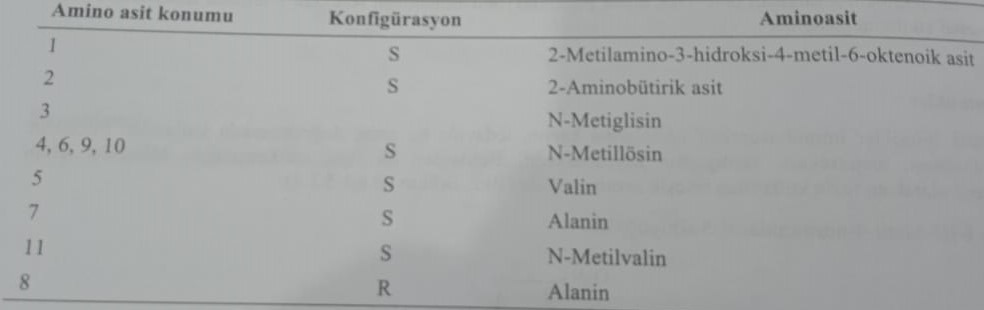 Amino asit konumu Konfigürasyon Aminoasit
1 S 2-Metilamino-3-hidroksi-4-metil-6-oktenoik asit
2 S 2-Aminobütirik asit
3 N-Metiglisin
4, 6, 9, 10 S N-Metillösin
5 S Valin
7 S Alanin
11 S N-Metilvalin
8 R Alanin